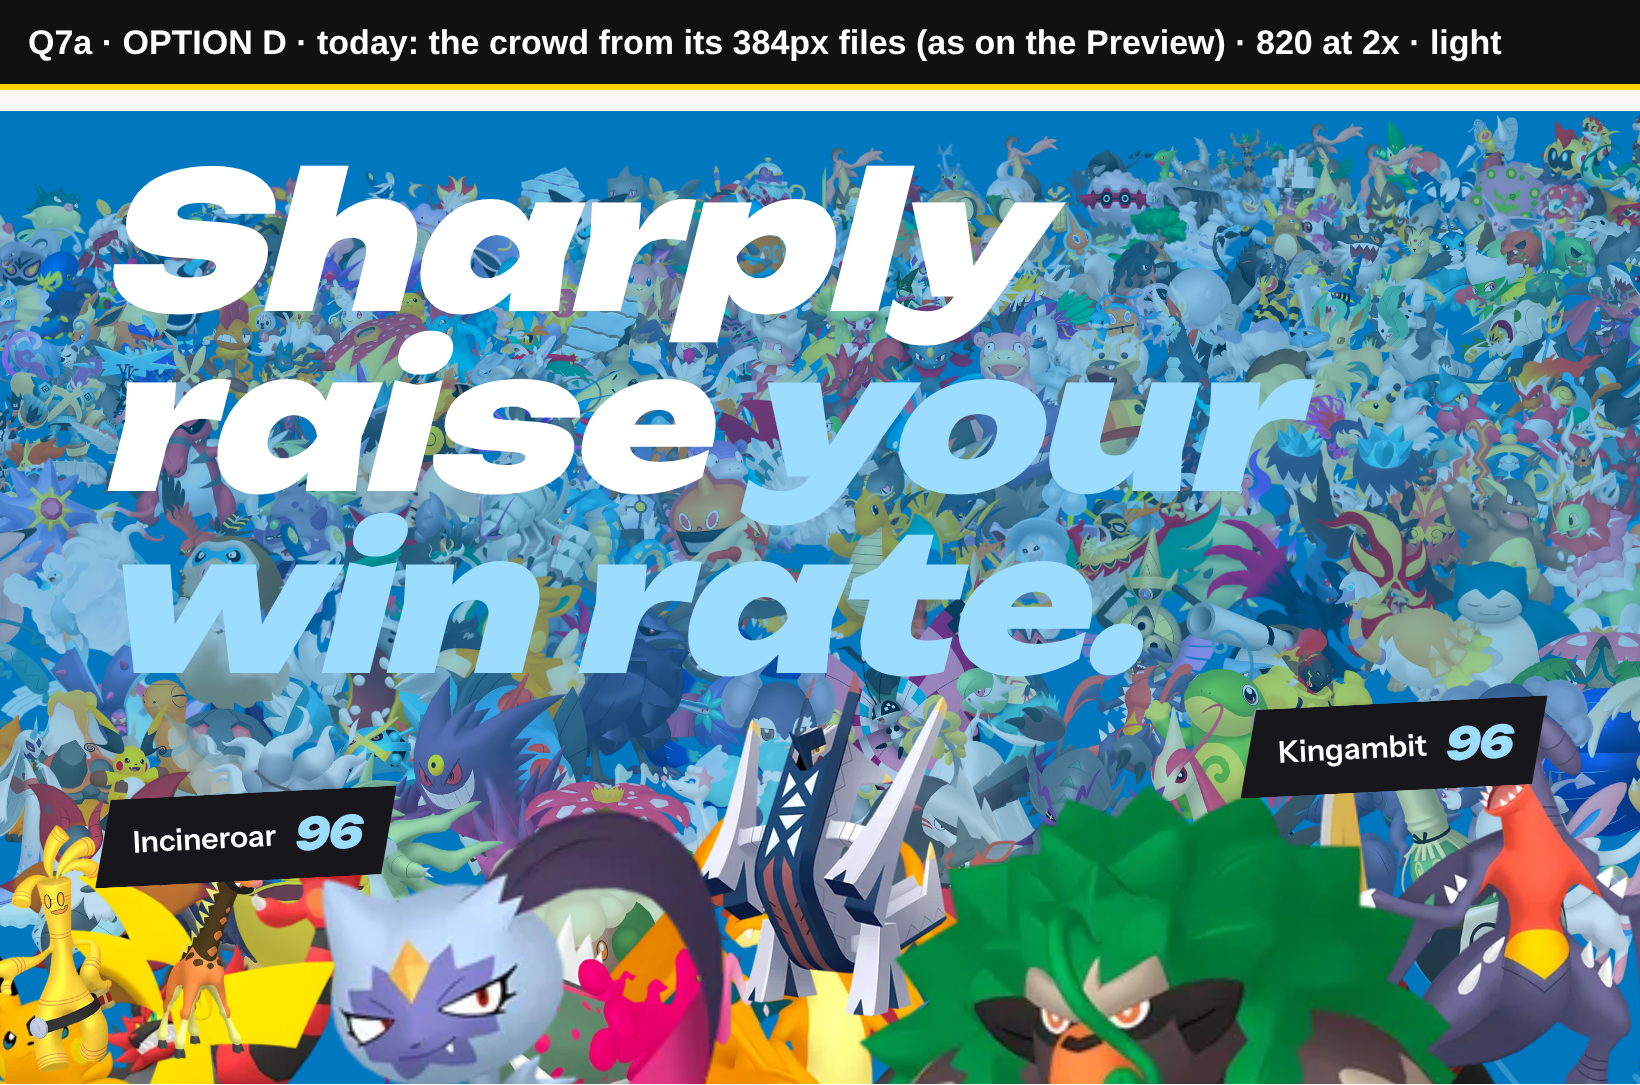 Q7a · OPTION D · today: the crowd from its 384px files (as on the Preview) · 820 at 2x · light
Sharply
raise your
win rate.
Kingambit 96
Incineroar 96